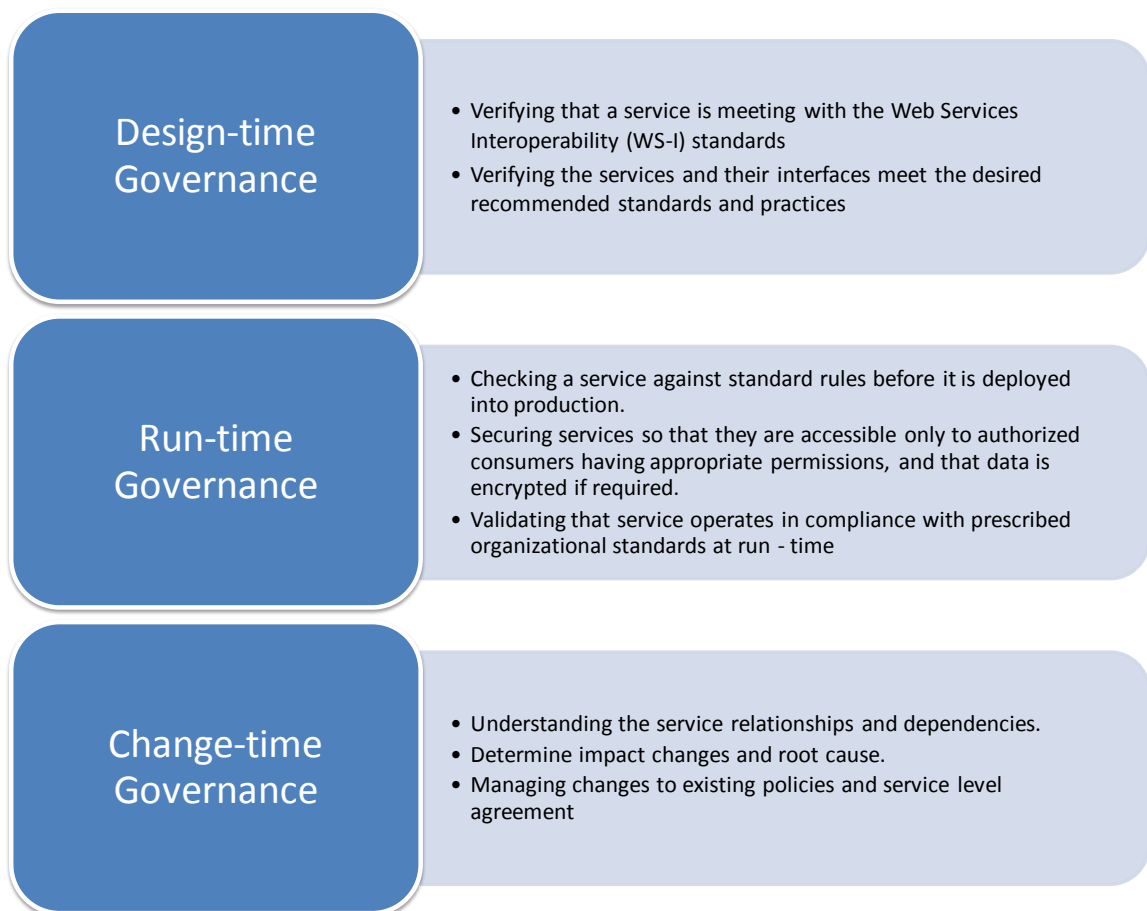 Design-time
Governance
• Verifying that a service is meeting with the Web Services
Interoperability (WS-I) standards
• Verifying the services and their interfaces meet the desired
recommended standards and practices
Run-time
Governance
• Checking a service against standard rules before it is deployed
into production.
• Securing services so that they are accessible only to authorized
consumers having appropriate permissions, and that data is
encrypted if required.
• Validating that service operates in compliance with prescribed
organizational standards at run - time
Change-time
Governance
• Understanding the service relationships and dependencies.
• Determine impact changes and root cause.
• Managing changes to existing policies and service level
agreement